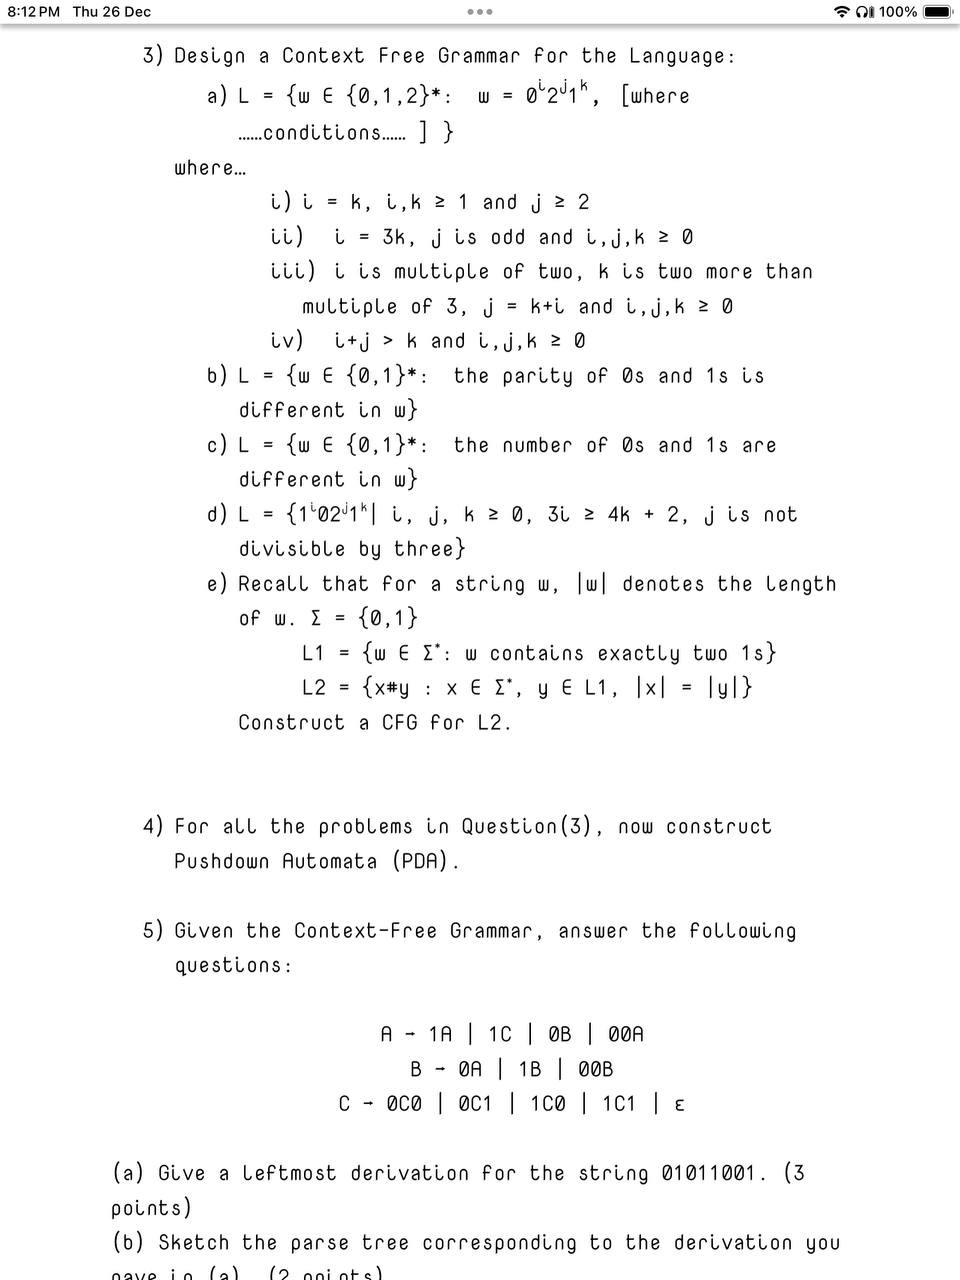 8:12 PM Thu 26 Dec
100%
3) Design a Context Free Grammar for the Language:
a) L = {w ∈ {0,1,2}*: w = 0ⁱ2ʲ1ᵏ, [where
……conditions…… ] }
where…
i) i = k, i,k ≥ 1 and j ≥ 2
ii) i = 3k, j is odd and i,j,k ≥ 0
iii) i is multiple of two, k is two more than
multiple of 3, j = k+i and i,j,k ≥ 0
iv) i+j > k and i,j,k ≥ 0
b) L = {w ∈ {0,1}*: the parity of 0s and 1s is
different in w}
c) L = {w ∈ {0,1}*: the number of 0s and 1s are
different in w}
d) L = {1ⁱ02ʲ1ᵏ| i, j, k ≥ 0, 3i ≥ 4k + 2, j is not
divisible by three}
e) Recall that for a string w, |w| denotes the length
of w. Σ = {0,1}
L1 = {w ∈ Σ*: w contains exactly two 1s}
L2 = {x#y : x ∈ Σ*, y ∈ L1, |x| = |y|}
Construct a CFG for L2.
4) For all the problems in Question(3), now construct
Pushdown Automata (PDA).
5) Given the Context-Free Grammar, answer the following
questions:
A → 1A | 1C | 0B | 00A
B → 0A | 1B | 00B
C → 0C0 | 0C1 | 1C0 | 1C1 | ε
(a) Give a leftmost derivation for the string 01011001. (3
points)
(b) Sketch the parse tree corresponding to the derivation you
gave in (a). (2 points)